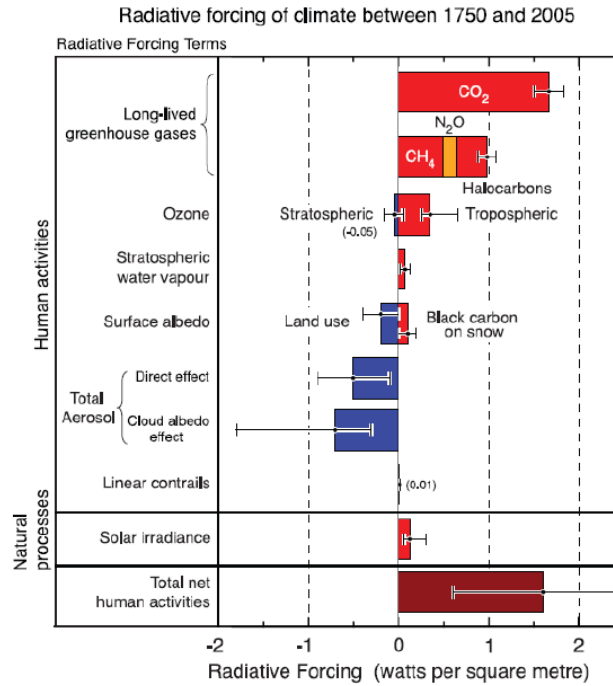 Radiative forcing of climate between 1750 and 2005
Radiative Forcing Terms
Human activities
Long-lived
greenhouse gases
CO₂
N₂O
CH₄
Halocarbons
Ozone
Stratospheric
(-0.05)
Tropospheric
Stratospheric
water vapour
Surface albedo
Land use
Black carbon
on snow
Total
Aerosol
Direct effect
Cloud albedo
effect
Linear contrails
(0.01)
Natural
processes
Solar irradiance
Total net
human activities
-2 -1 0 1 2
Radiative Forcing (watts per square metre)